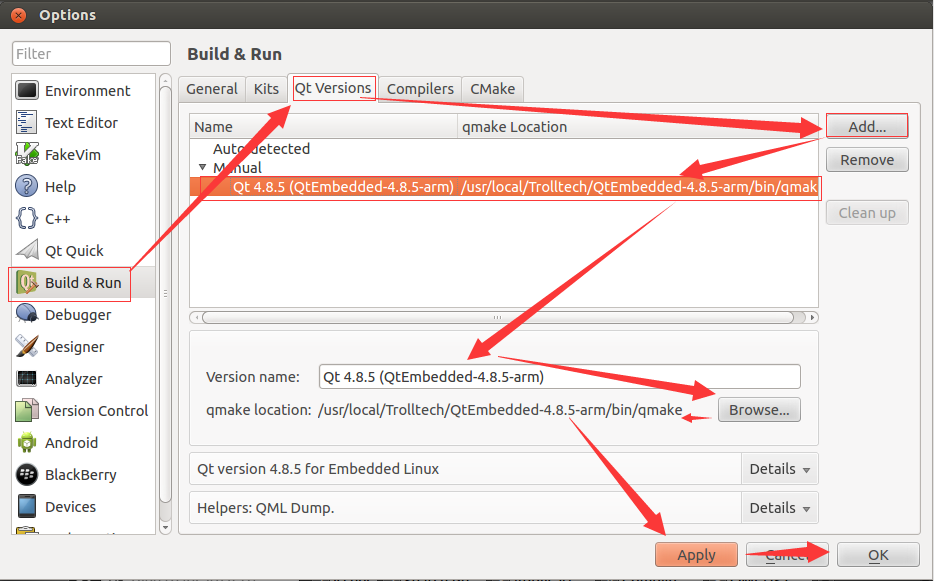 Options
Filter
Environment
Text Editor
FakeVim
Help
C++
Qt Quick
Build & Run
Debugger
Designer
Analyzer
Version Control
Android
BlackBerry
Devices
Build & Run
General Kits Qt Versions Compilers CMake
Name qmake Location
Auto-detected
Manual
Qt 4.8.5 (QtEmbedded-4.8.5-arm) /usr/local/Trolltech/QtEmbedded-4.8.5-arm/bin/qmak
Add...
Remove
Clean up
Version name: Qt 4.8.5 (QtEmbedded-4.8.5-arm)
qmake location: /usr/local/Trolltech/QtEmbedded-4.8.5-arm/bin/qmake Browse...
Qt version 4.8.5 for Embedded Linux Details
Helpers: QML Dump. Details
Apply Cancel OK